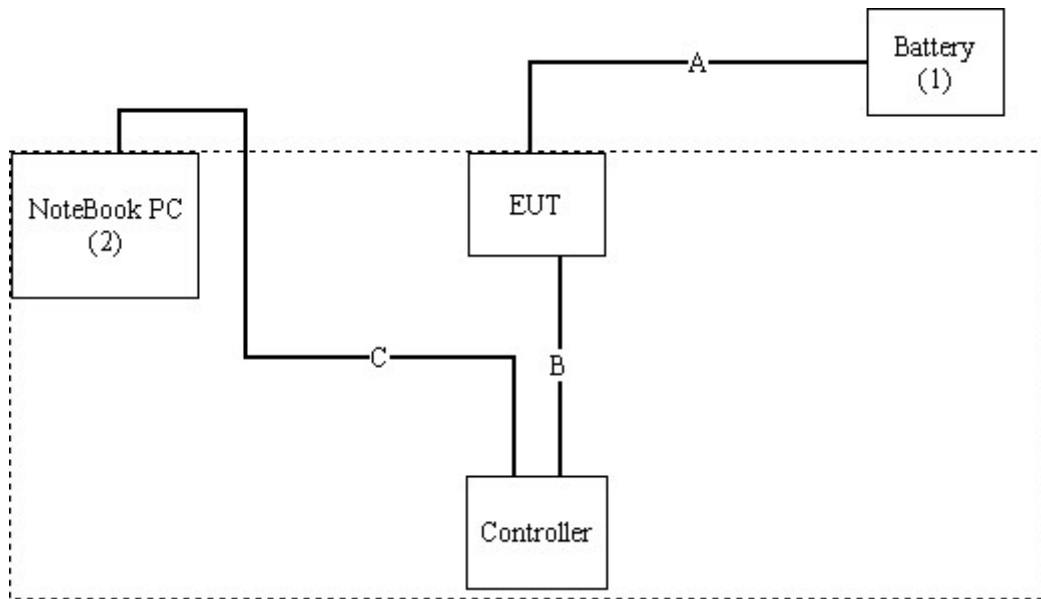 Battery
(1)
A
NoteBook PC
(2)
EUT
C
B
Controller